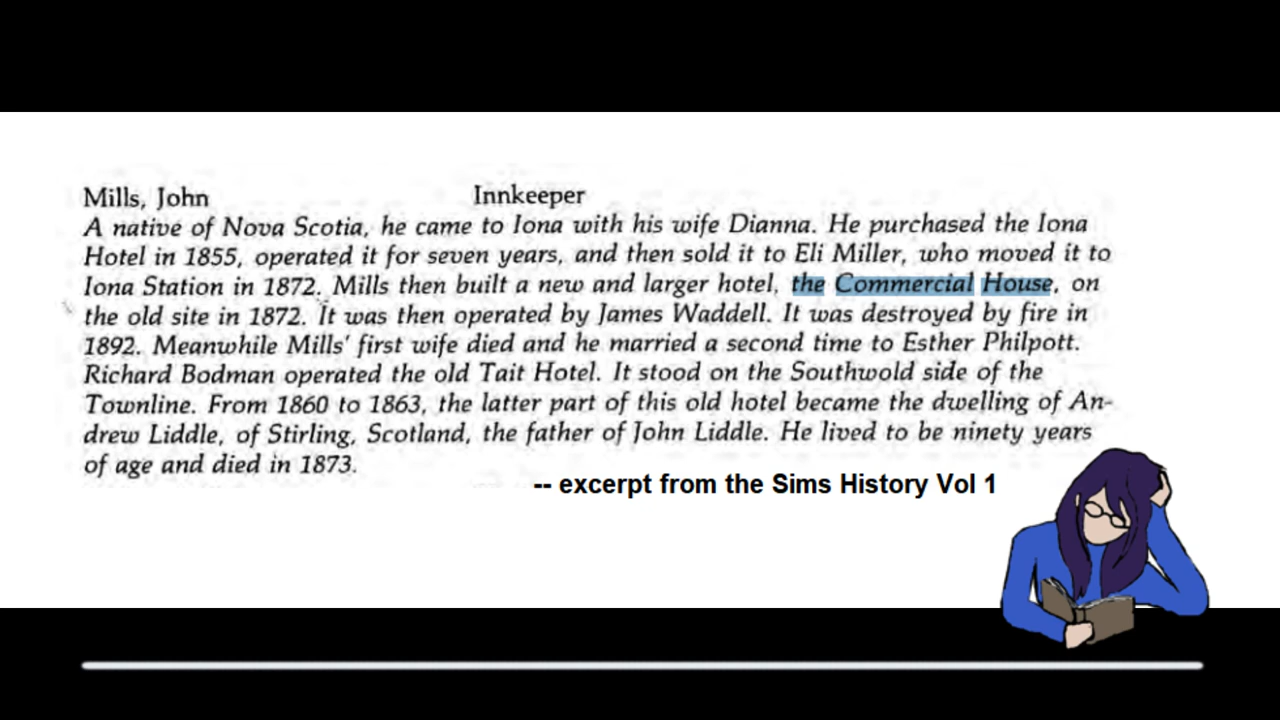 Mills, John Innkeeper
A native of Nova Scotia, he came to Iona with his wife Dianna. He purchased the Iona
Hotel in 1855, operated it for seven years, and then sold it to Eli Miller, who moved it to
Iona Station in 1872. Mills then built a new and larger hotel, the Commercial House, on
the old site in 1872. It was then operated by James Waddell. It was destroyed by fire in
1892. Meanwhile Mills' first wife died and he married a second time to Esther Philpott.
Richard Bodman operated the old Tait Hotel. It stood on the Southwold side of the
Townline. From 1860 to 1863, the latter part of this old hotel became the dwelling of An-
drew Liddle, of Stirling, Scotland, the father of John Liddle. He lived to be ninety years
of age and died in 1873.
-- excerpt from the Sims History Vol 1